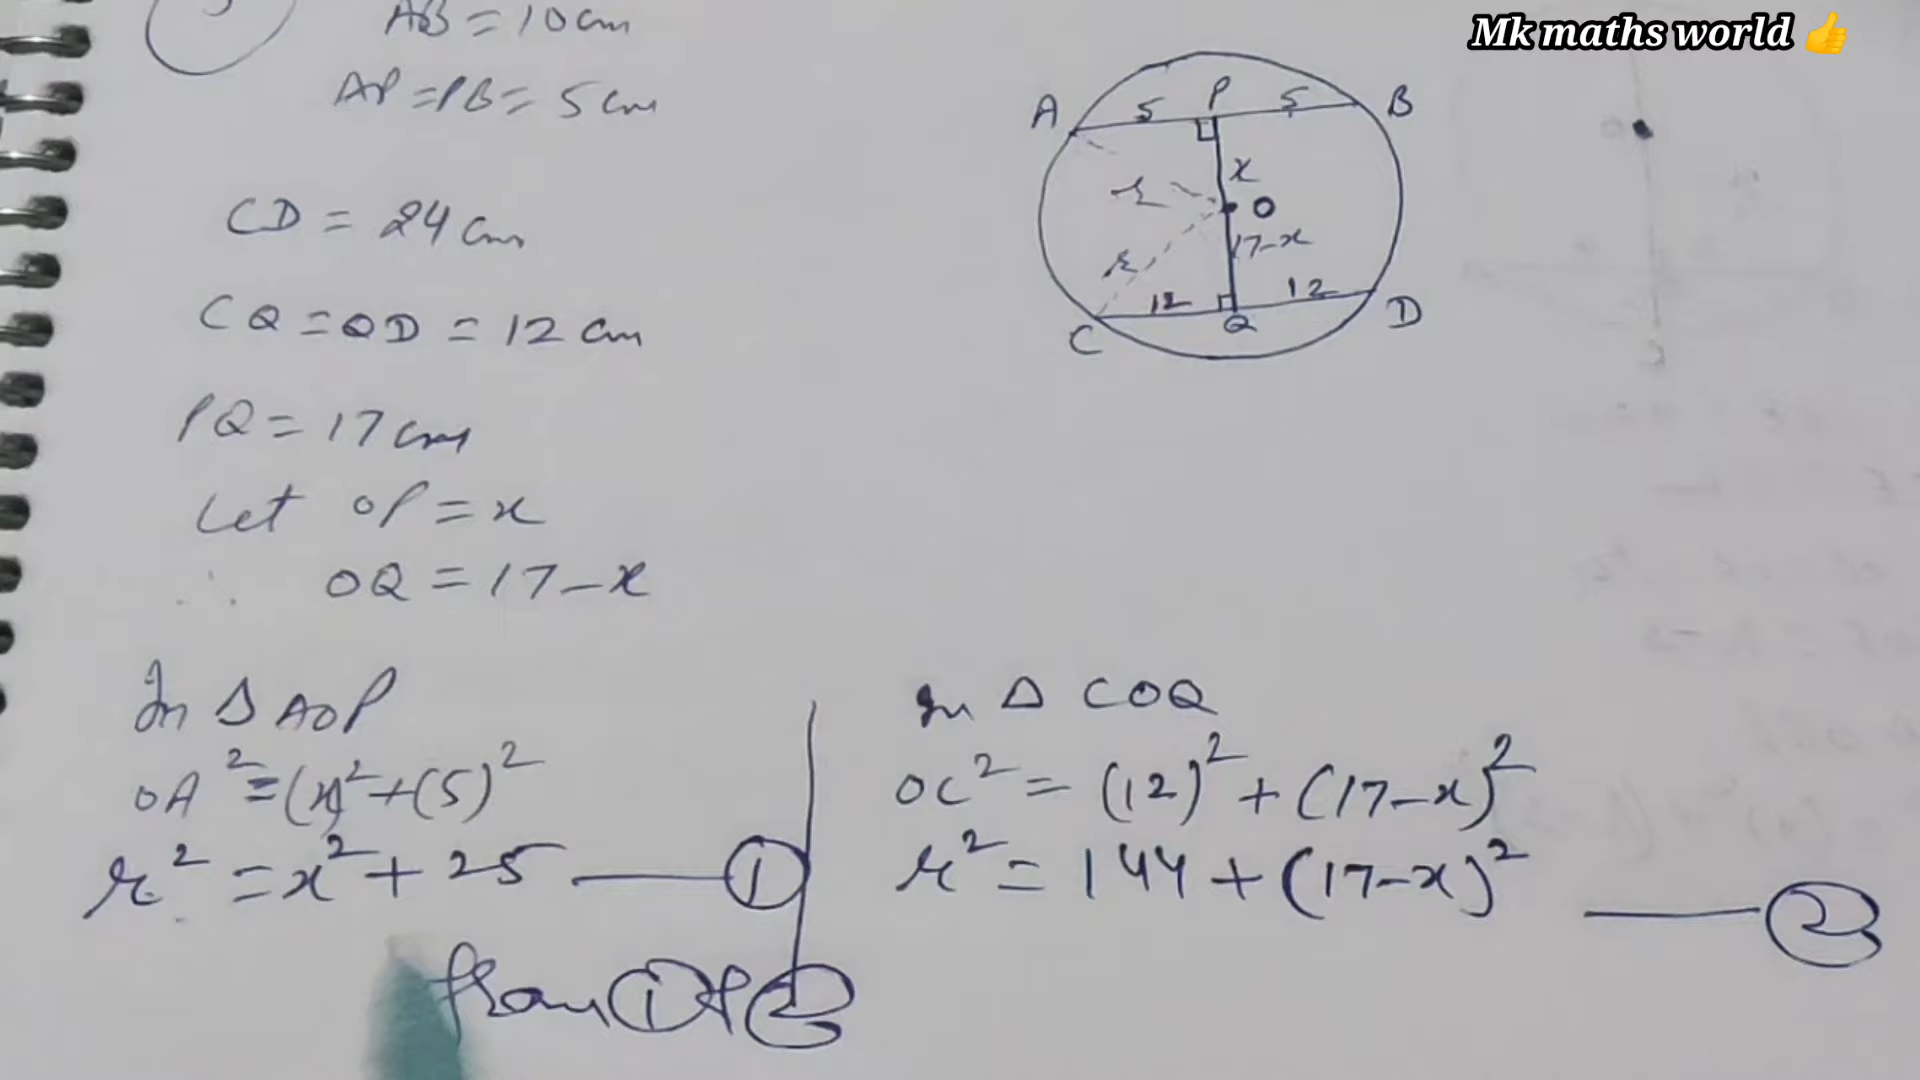 Mk maths world 👍
AB = 10 cm
AP = PB = 5 cm
CD = 24 cm
CQ = QD = 12 cm
PQ = 17 cm
Let OP = x
∴ OQ = 17 - x
A 5 P 5 B
x
r
O
17-x
r
12 12
C Q D
In Δ AOP
OA² = (x)² + (5)²
r² = x² + 25 — ①
In Δ COQ
OC² = (12)² + (17-x)²
r² = 144 + (17-x)²
— ②
from ① & ②